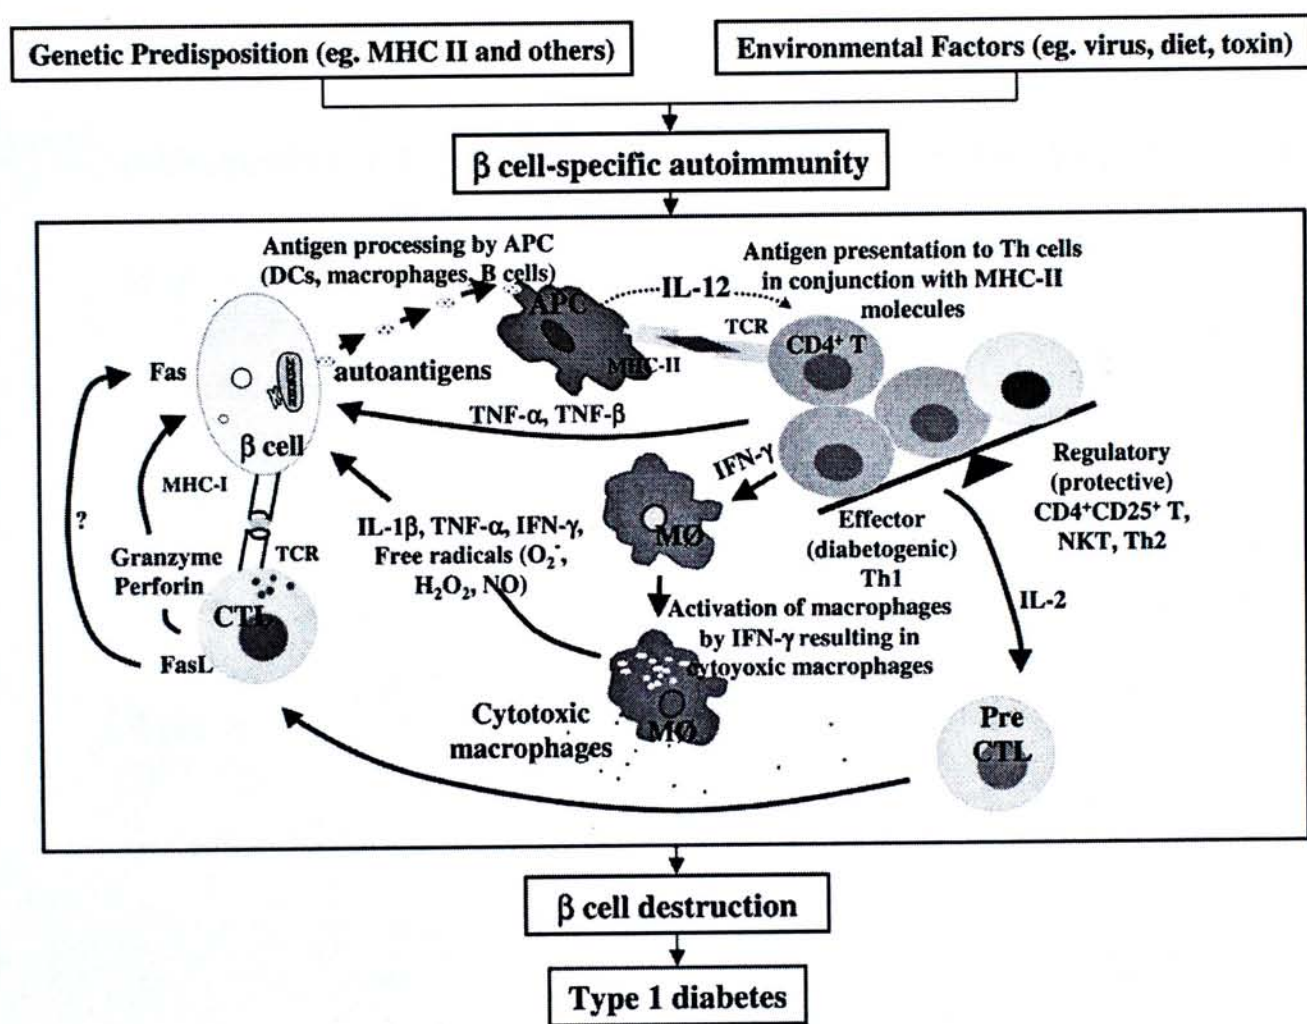 Genetic Predisposition (eg. MHC II and others)
Environmental Factors (eg. virus, diet, toxin)
β cell-specific autoimmunity
Antigen processing by APC
(DCs, macrophages, B cells)
Antigen presentation to Th cells
in conjunction with MHC-II
molecules
APC
IL-12
TCR
CD4⁺ T
MHC-II
Fas
autoantigens
β cell
TNF-α, TNF-β
IFN-γ
MHC-I
?
Granzyme
Perforin
TCR
CTL
FasL
IL-1β, TNF-α, IFN-γ,
Free radicals (O₂⁻,
H₂O₂, NO)
MØ
Effector
(diabetogenic)
Th1
Regulatory
(protective)
CD4⁺CD25⁺ T,
NKT, Th2
IL-2
Activation of macrophages
by IFN-γ resulting in
cytoyoxic macrophages
Cytotoxic
macrophages
MØ
Pre
CTL
β cell destruction
Type 1 diabetes